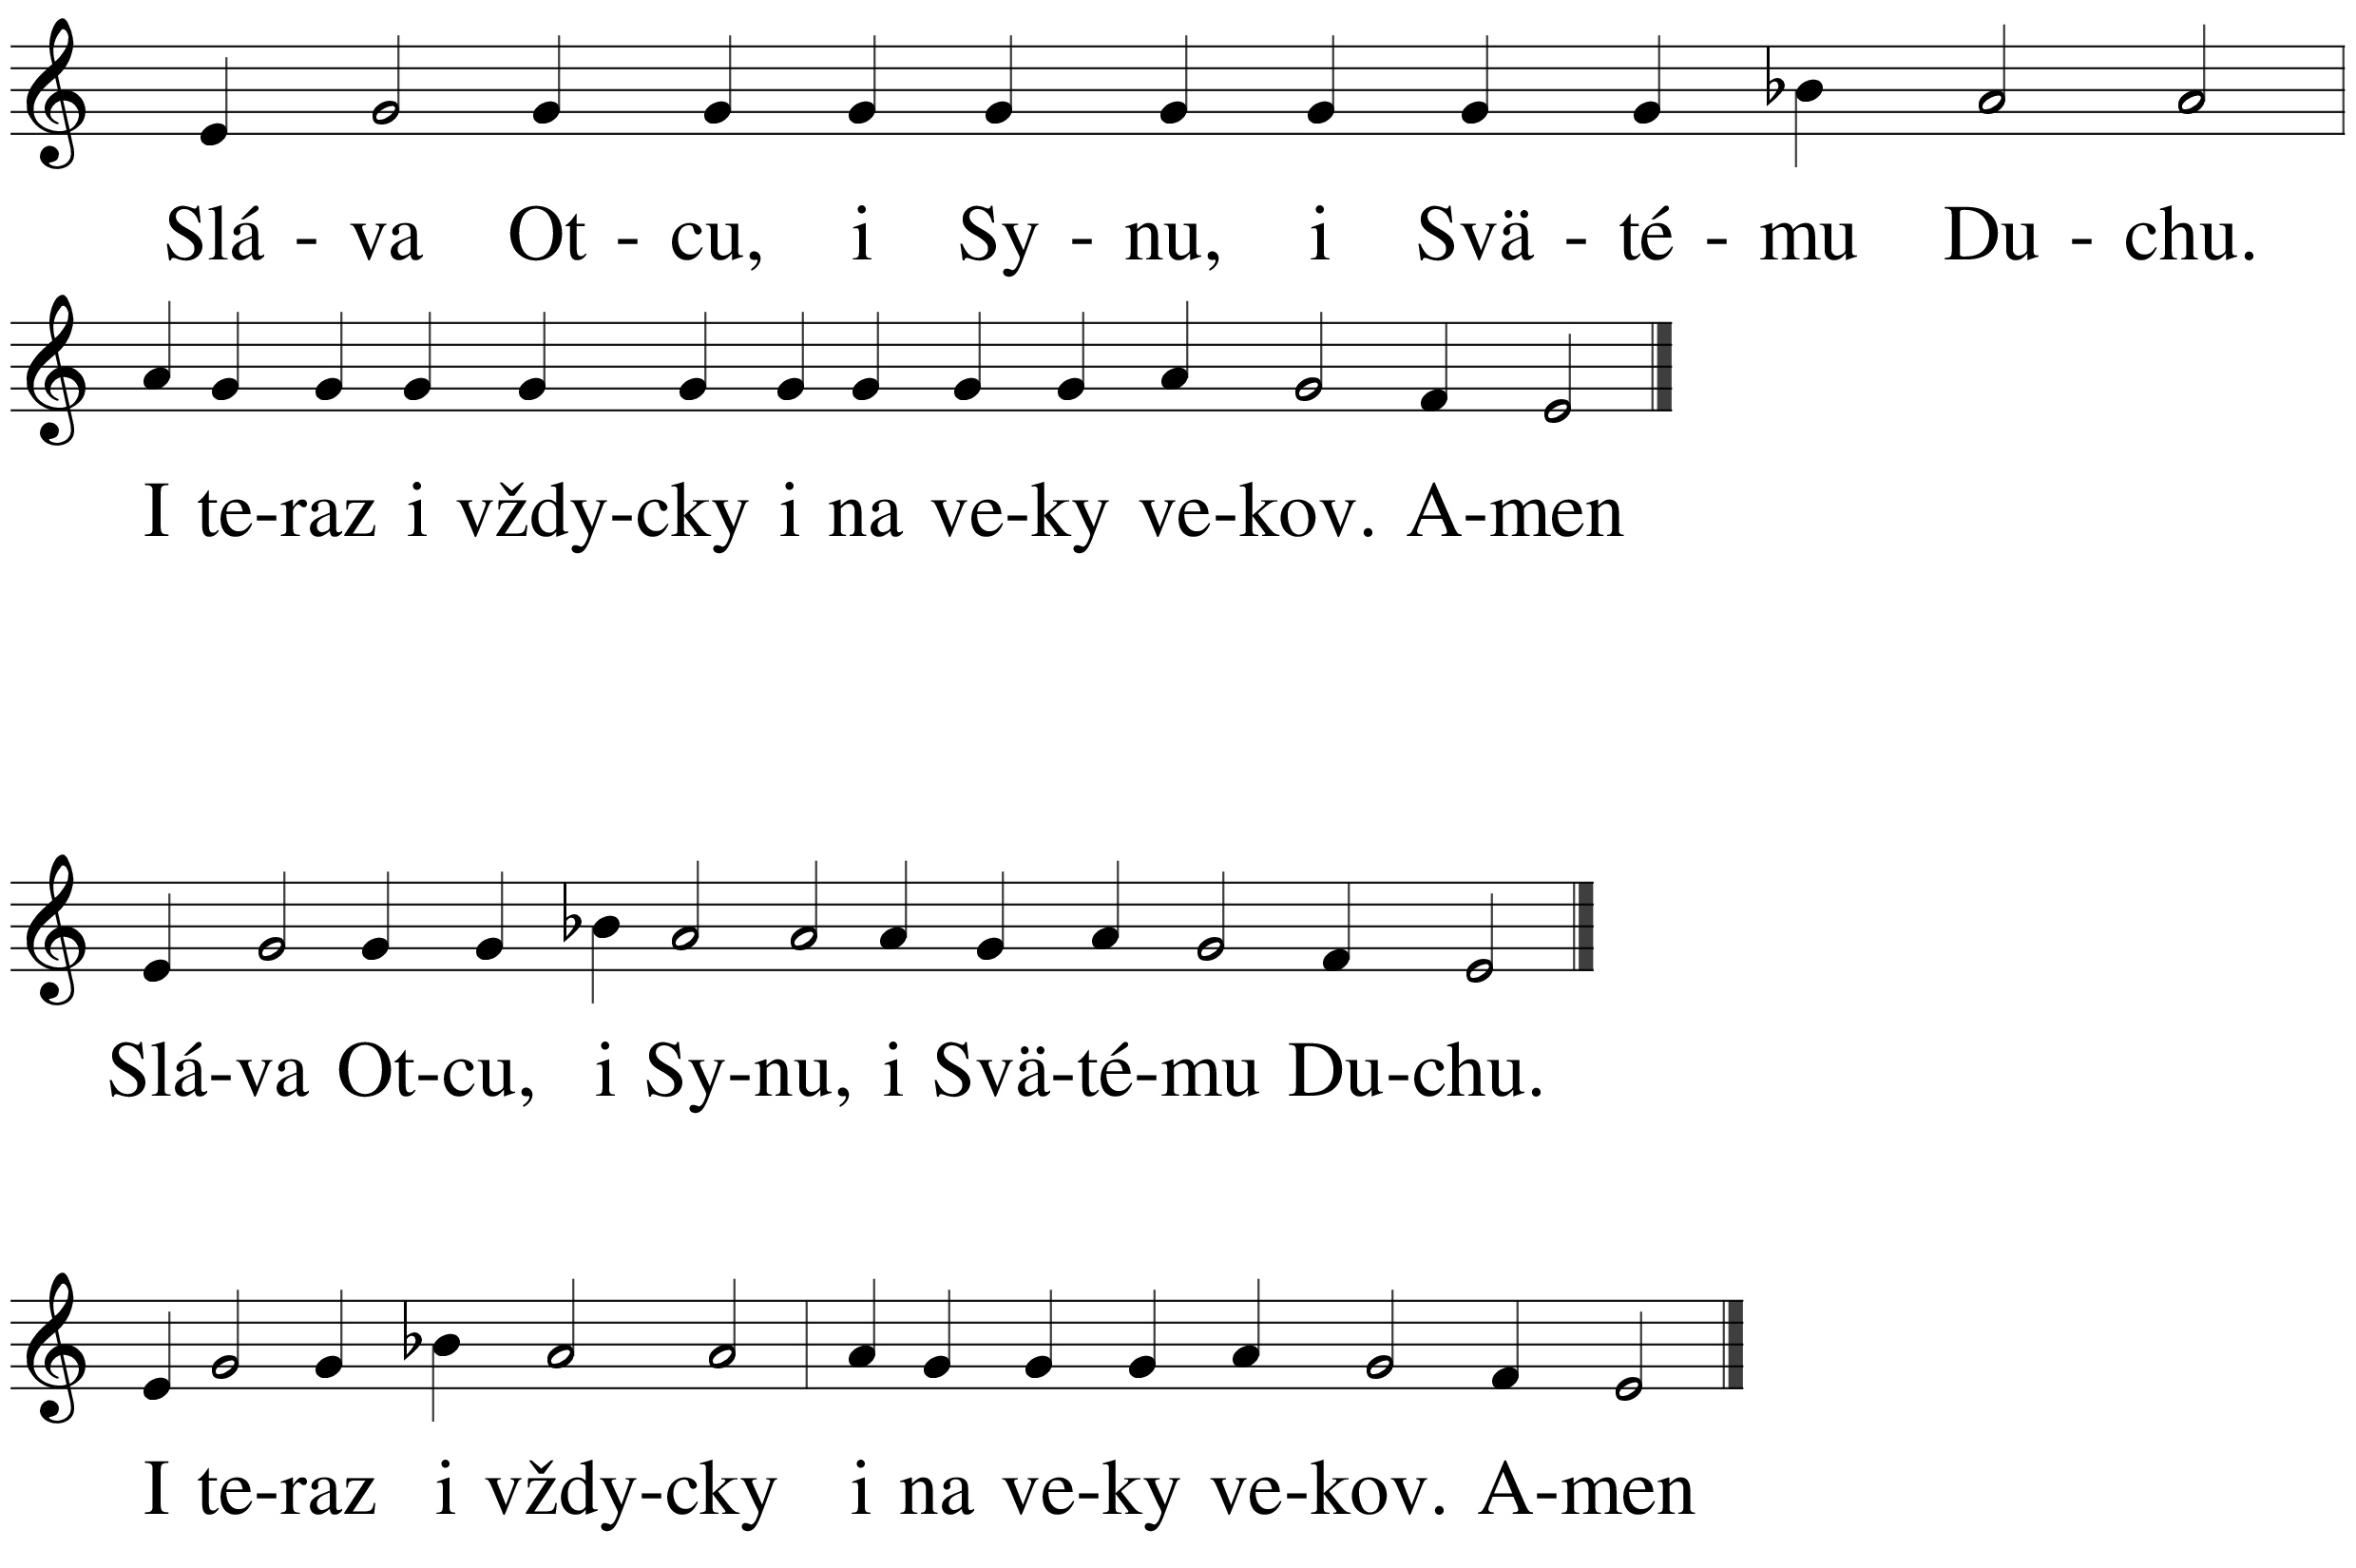 Slá - va Ot - cu, i Sy - nu, i Svä - té - mu Du - chu.
I te-raz i vždy-cky i na ve-ky ve-kov. A-men
Slá-va Ot-cu, i Sy-nu, i Svä-té-mu Du-chu.
I te-raz i vždy-cky i na ve-ky ve-kov. A-men